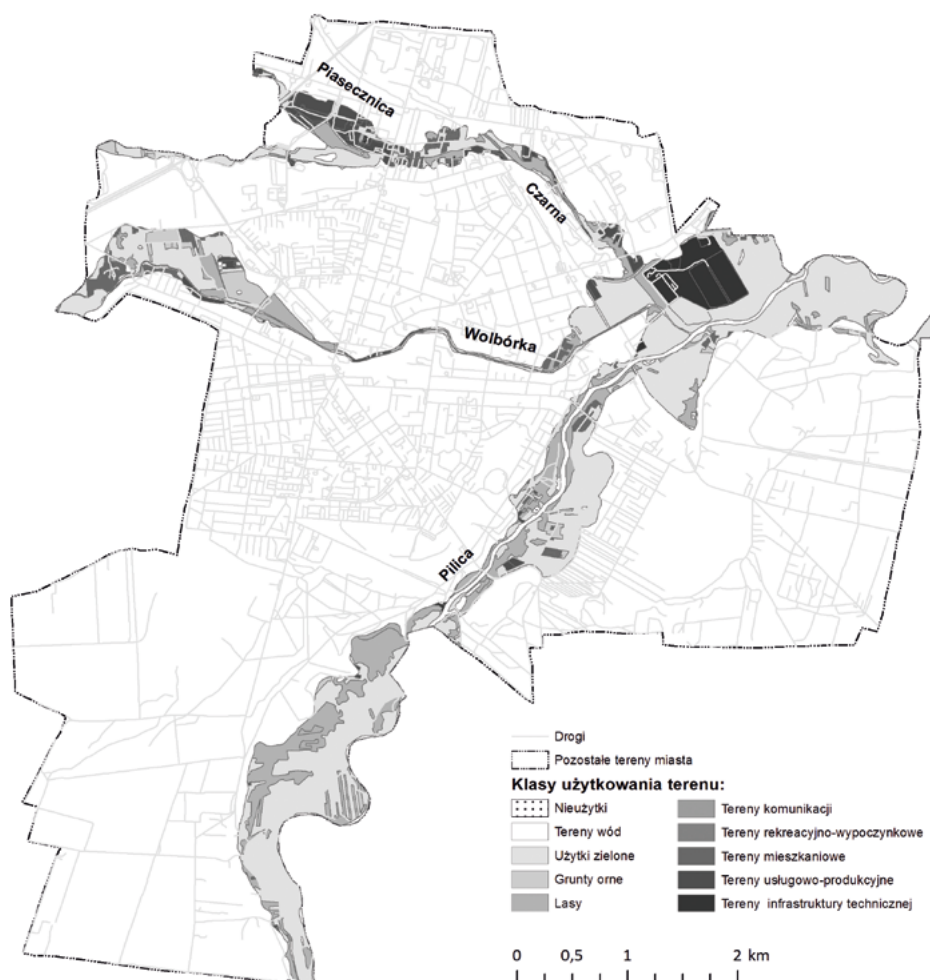 Piasecznica
Czarna
Wolbórka
Pilica
Drogi
Pozostałe tereny miasta
Klasy użytkowania terenu:
Nieużytki
Tereny wód
Użytki zielone
Grunty orne
Lasy
Tereny komunikacji
Tereny rekreacyjno-wypoczynkowe
Tereny mieszkaniowe
Tereny usługowo-produkcyjne
Tereny infrastruktury technicznej
0 0,5 1 2 km